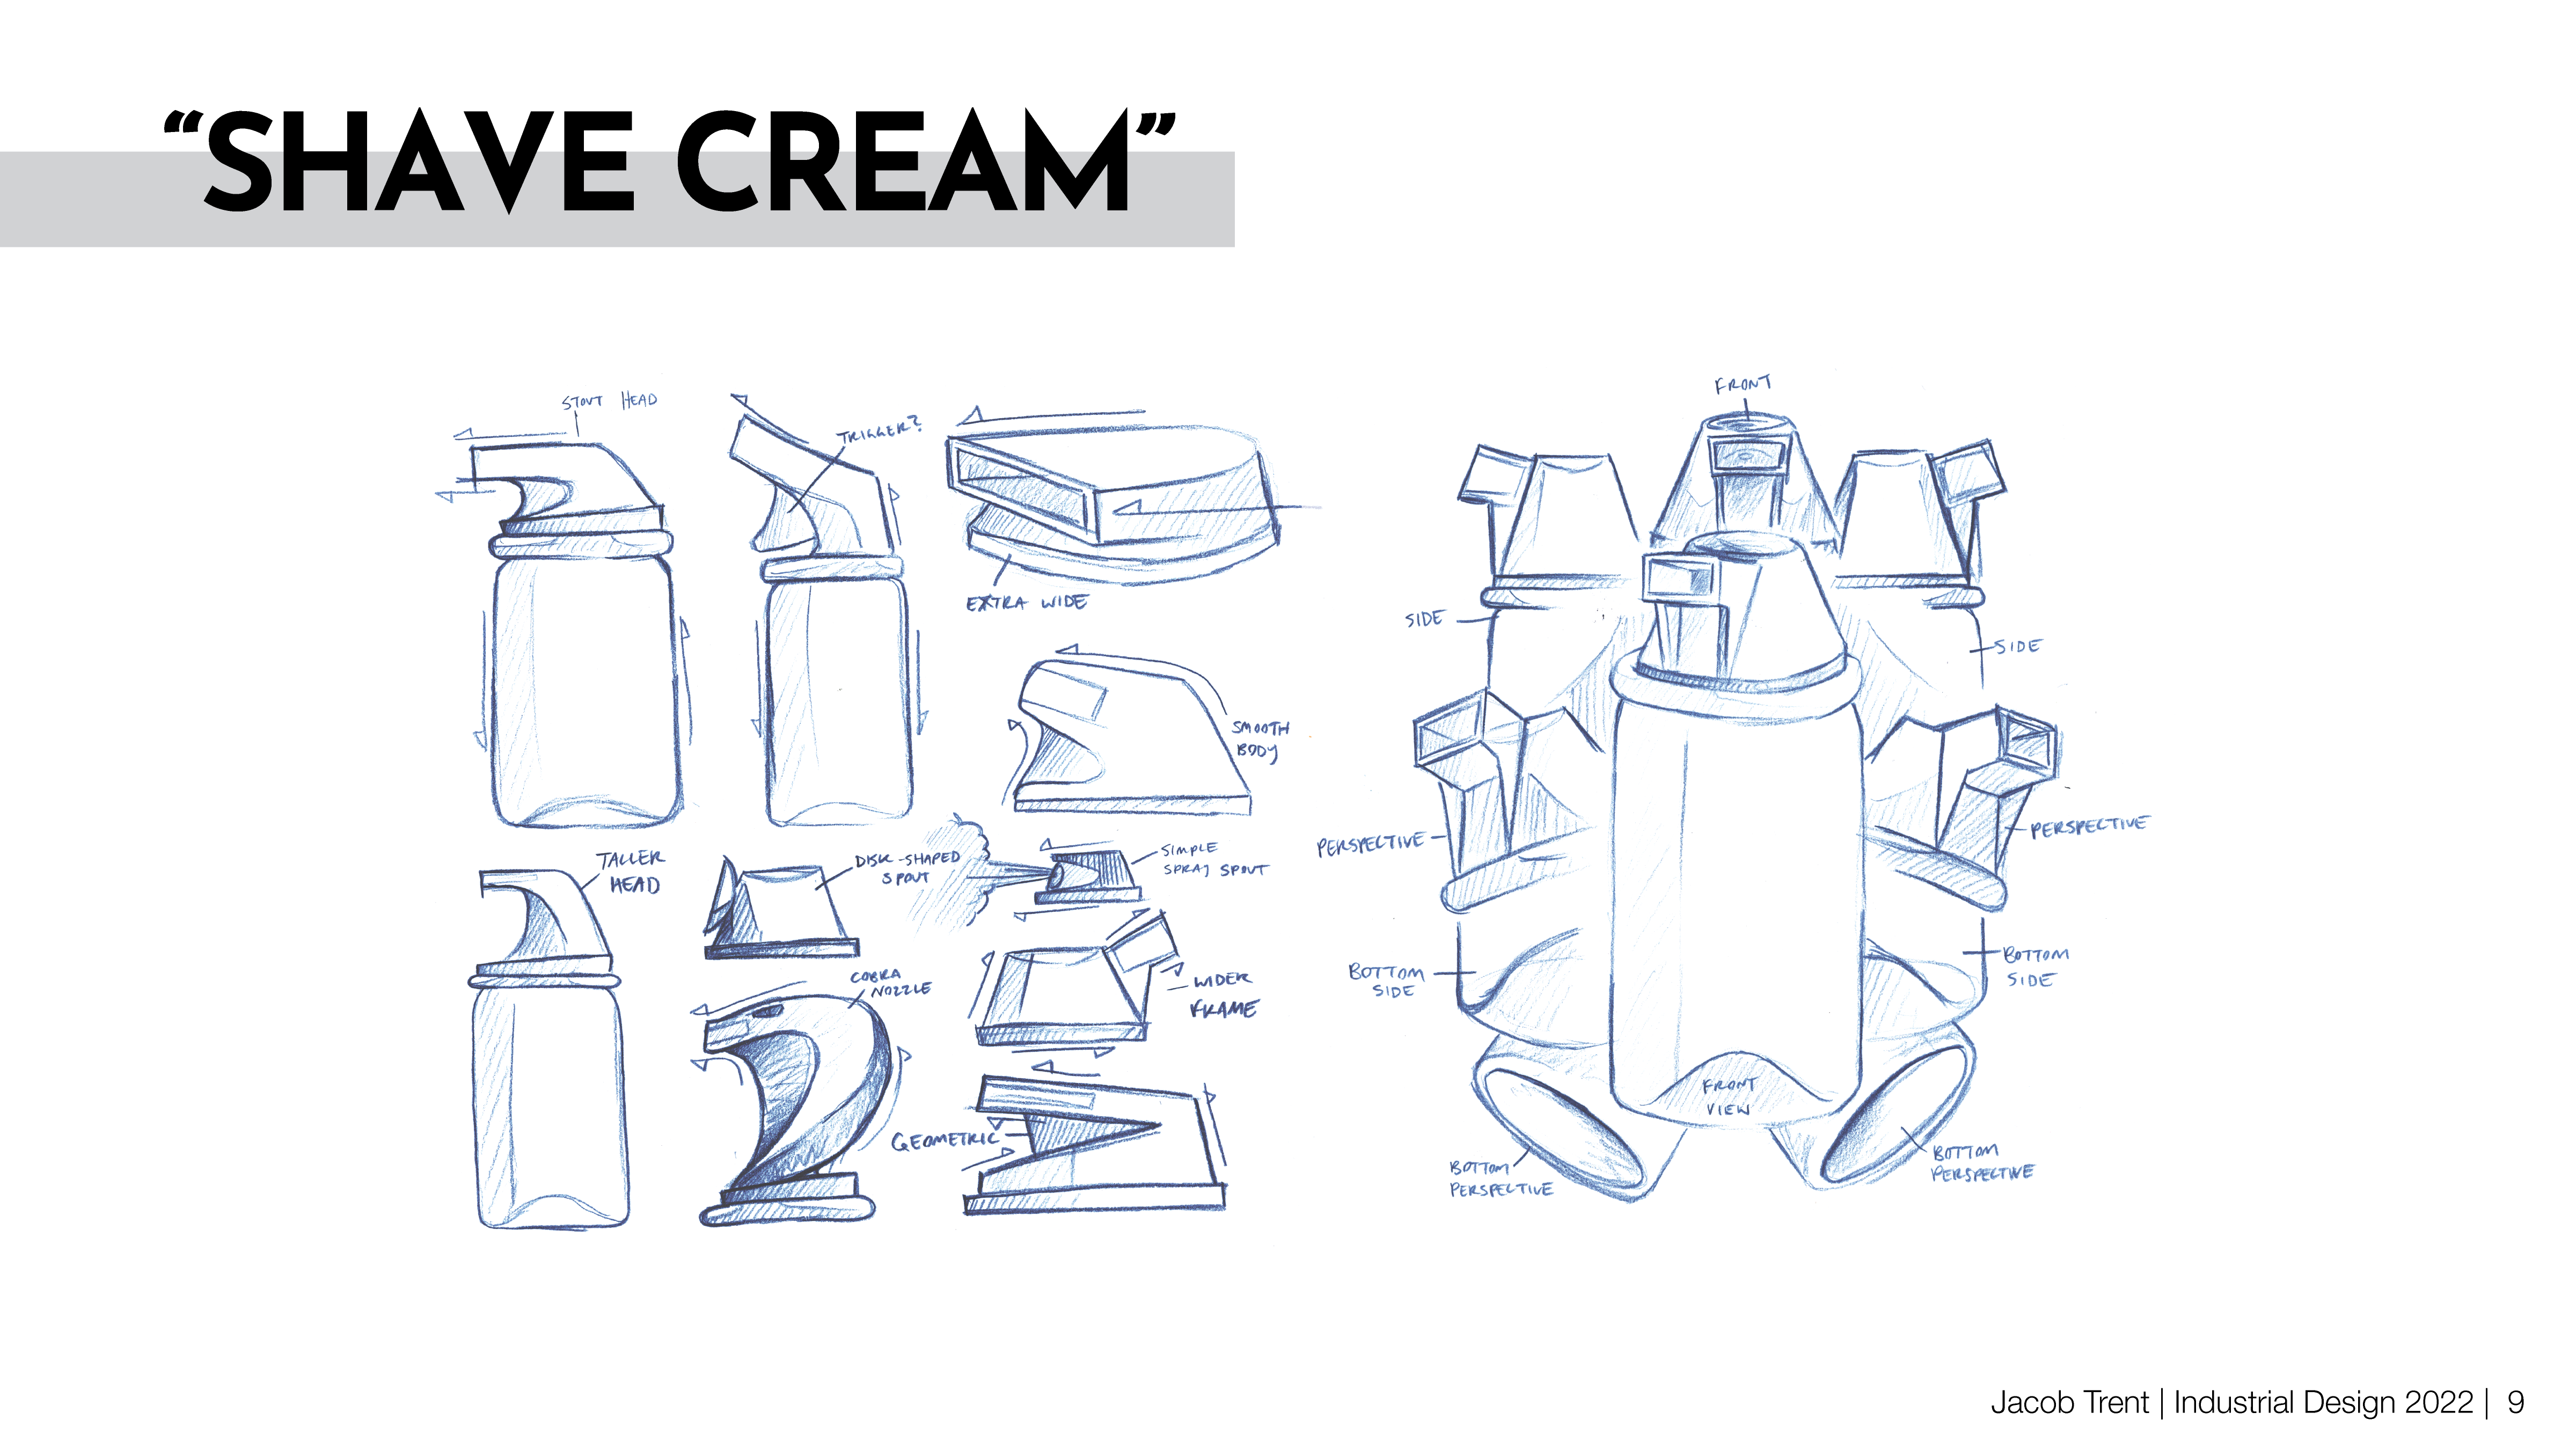 “SHAVE CREAM”
STOUT HEAD
TRIGGER?
EXTRA WIDE
SMOOTH
BODY
TALLER
HEAD
DISK-SHAPED
SPOUT
SIMPLE
SPRAY SPOUT
COBRA
NOZZLE
WIDER
FRAME
GEOMETRIC
FRONT
SIDE
SIDE
PERSPECTIVE
PERSPECTIVE
BOTTOM
SIDE
BOTTOM
SIDE
FRONT
VIEW
BOTTOM
PERSPECTIVE
BOTTOM
PERSPECTIVE
Jacob Trent | Industrial Design 2022 | 9